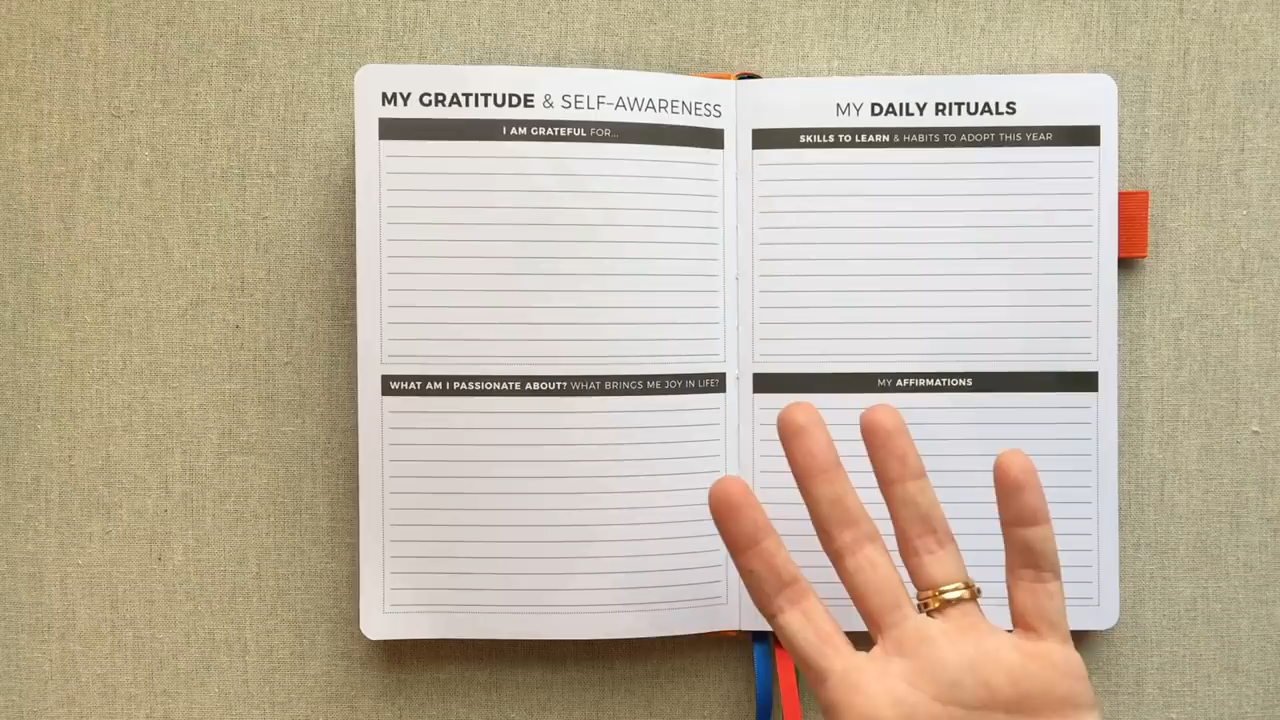 MY GRATITUDE & SELF-AWARENESS
I AM GRATEFUL FOR...
WHAT AM I PASSIONATE ABOUT? WHAT BRINGS ME JOY IN LIFE?
MY DAILY RITUALS
SKILLS TO LEARN & HABITS TO ADOPT THIS YEAR
MY AFFIRMATIONS